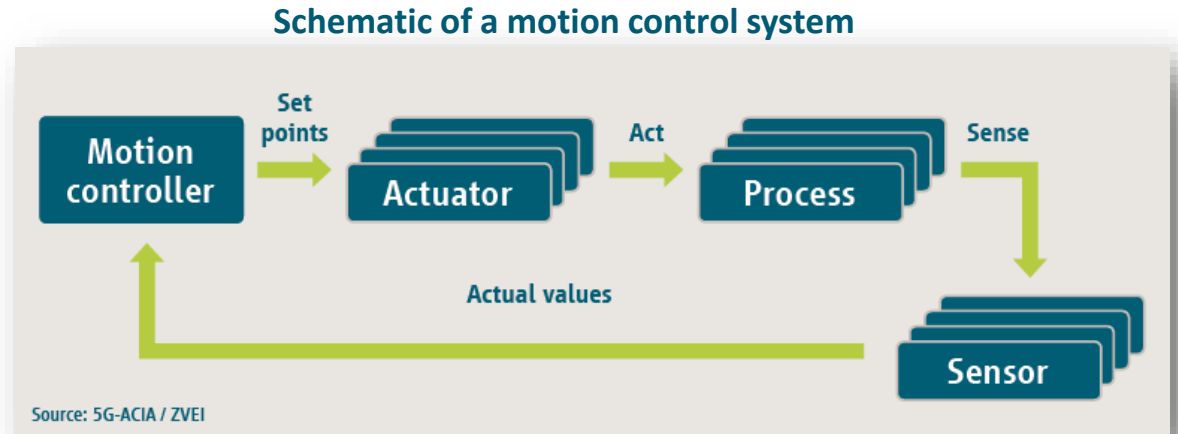 Schematic of a motion control system
Set
points
Act
Sense
Motion
controller
Actuator
Process
Actual values
Sensor
Source: 5G-ACIA / ZVEI